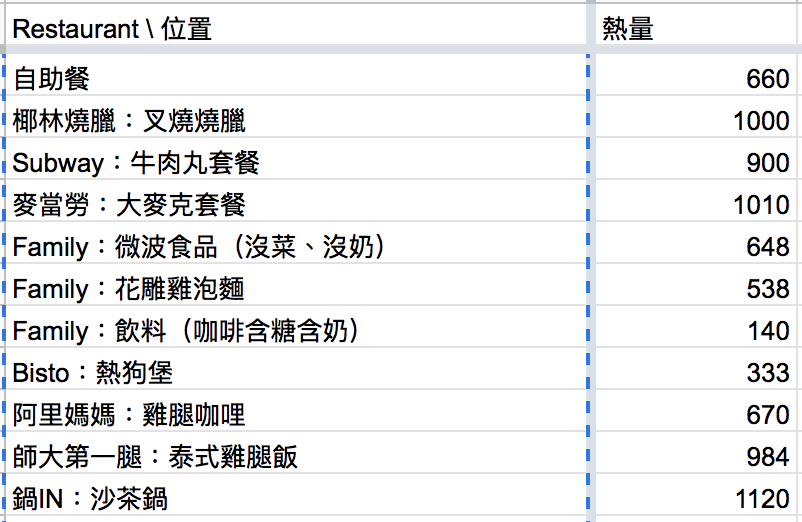 Restaurant \ 位置 熱量
自助餐 660
椰林燒臘：叉燒燒臘 1000
Subway：牛肉丸套餐 900
麥當勞：大麥克套餐 1010
Family：微波食品（沒菜、沒奶） 648
Family：花雕雞泡麵 538
Family：飲料（咖啡含糖含奶） 140
Bisto：熱狗堡 333
阿里媽媽：雞腿咖哩 670
師大第一腿：泰式雞腿飯 984
鍋IN：沙茶鍋 1120